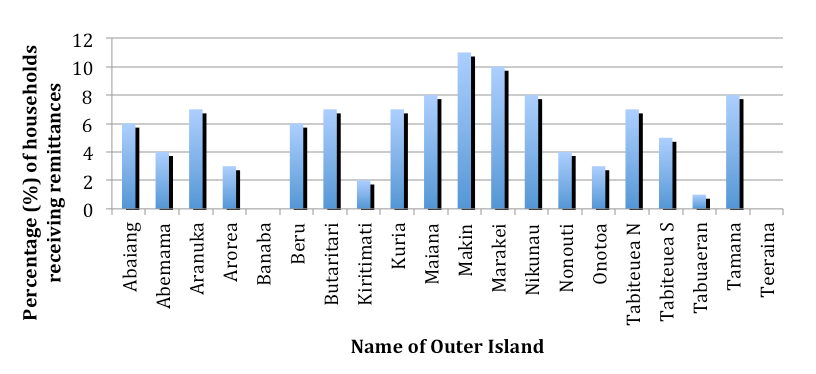 Percentage (%) of households
receiving remittances
12
10
8
6
4
2
0
Abaiang
Abemama
Aranuka
Arorea
Banaba
Beru
Butaritari
Kiritimati
Kuria
Maiana
Makin
Marakei
Nikunau
Nonouti
Onotoa
Tabiteuea N
Tabiteuea S
Tabuaeran
Tamana
Teeraina
Name of Outer Island